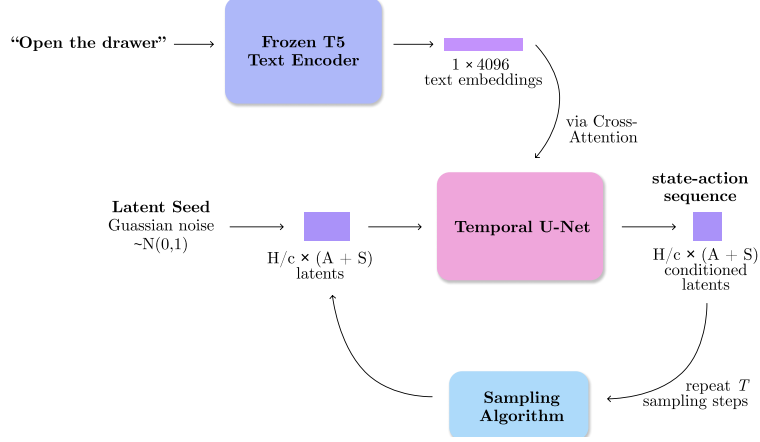 “Open the drawer”
Frozen T5
Text Encoder
1 × 4096
text embeddings
via Cross-
Attention
Latent Seed
Guassian noise
~N(0,1)
H/c × (A + S)
latents
Temporal U-Net
state-action
sequence
H/c × (A + S)
conditioned
latents
Sampling
Algorithm
repeat T
sampling steps